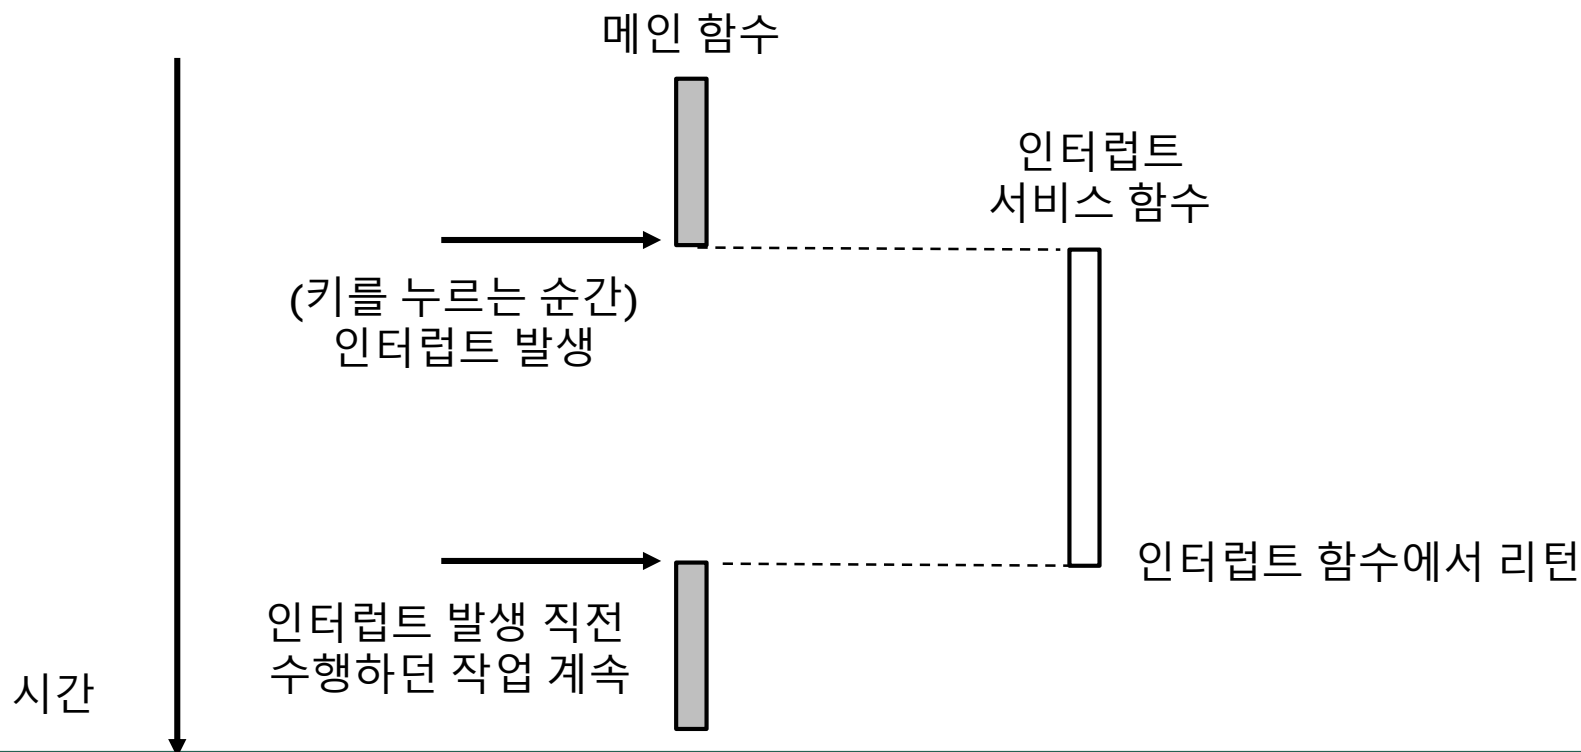 메인 함수
인터럽트
서비스 함수
(키를 누르는 순간)
인터럽트 발생
인터럽트 함수에서 리턴
인터럽트 발생 직전
수행하던 작업 계속
시간